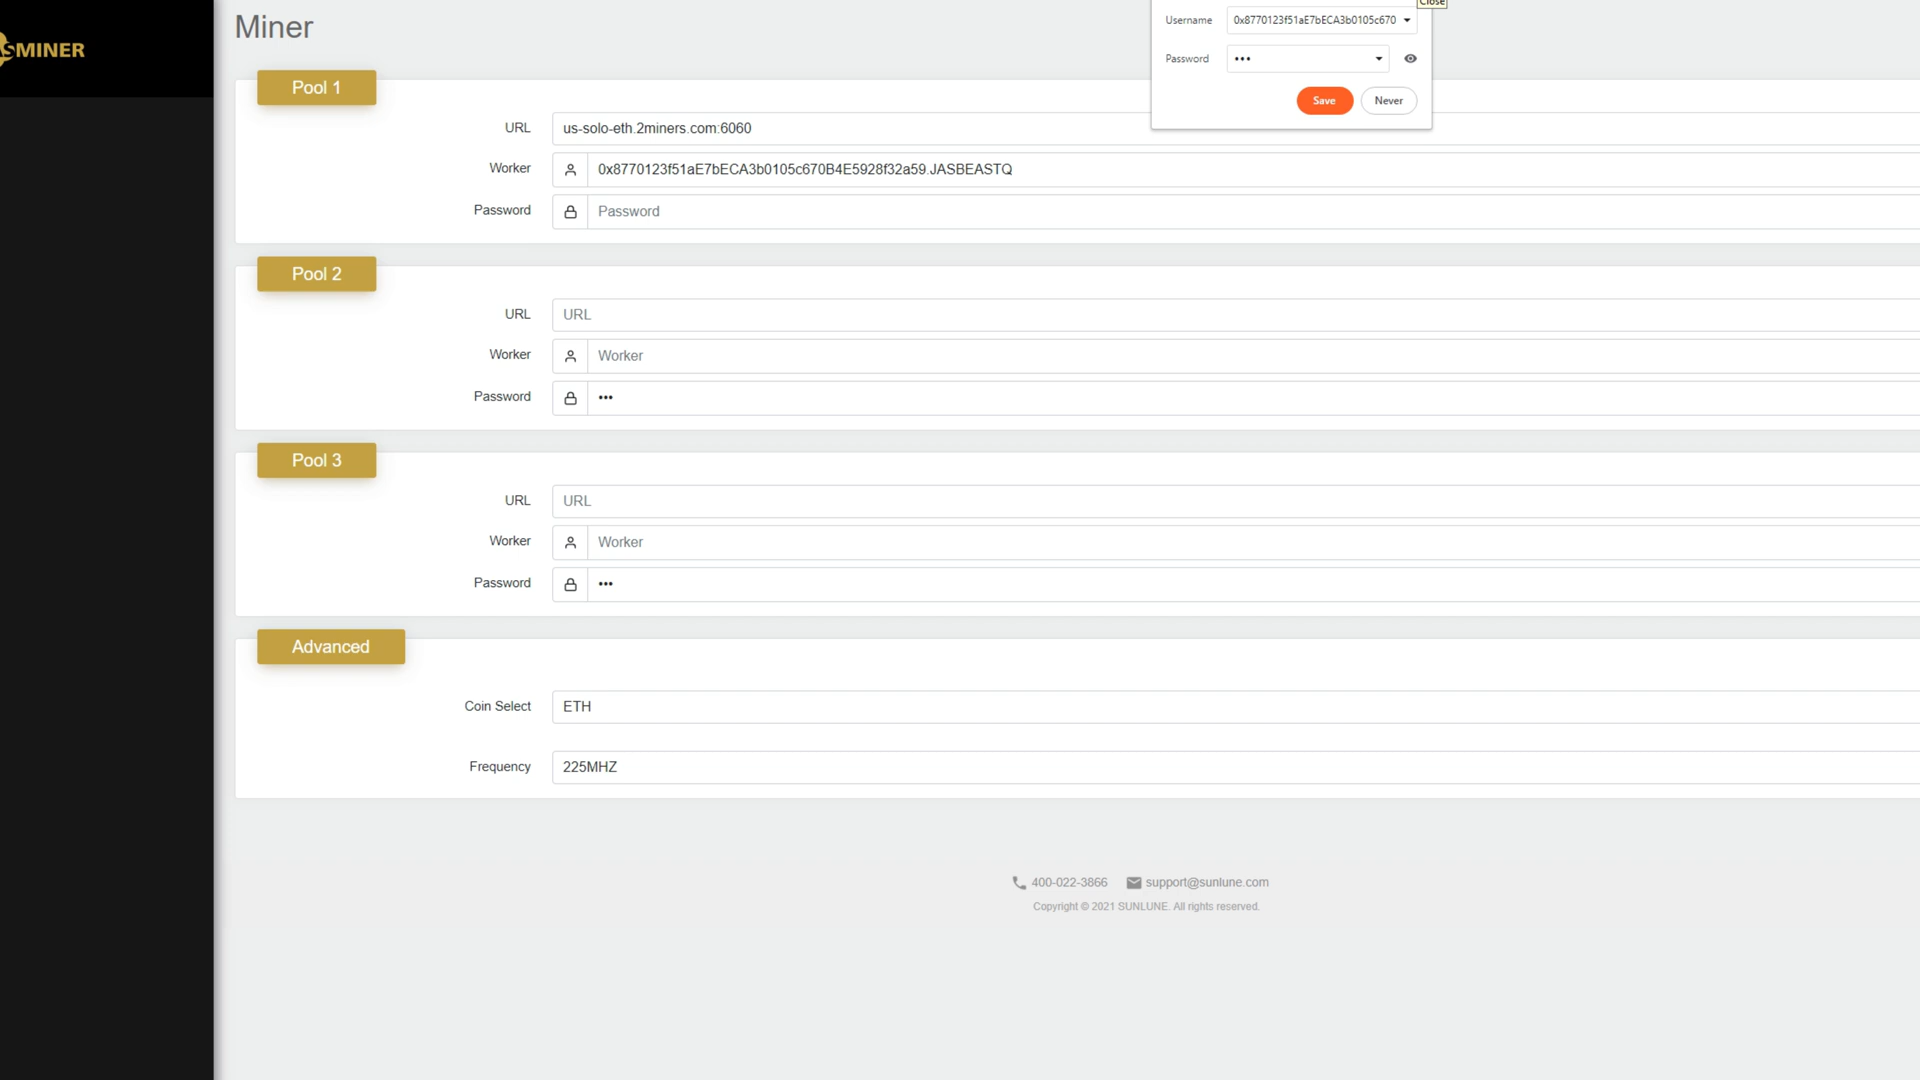 Close
Miner
Username 0x8770123f51aE7bECA3b0105c670
SMINER
Password •••
Pool 1
Save Never
URL us-solo-eth.2miners.com:6060
Worker 0x8770123f51aE7bECA3b0105c670B4E5928f32a59.JASBEASTQ
Password Password
Pool 2
URL URL
Worker Worker
Password •••
Pool 3
URL URL
Worker Worker
Password •••
Advanced
Coin Select ETH
Frequency 225MHZ
400-022-3866 support@sunlune.com
Copyright © 2021 SUNLUNE. All rights reserved.